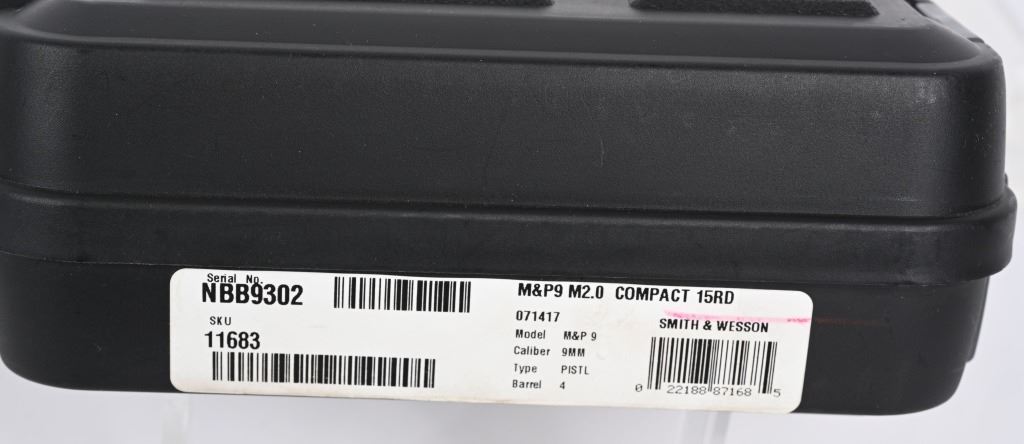 Serial No.
NBB9302
SKU
11683
M&P9 M2.0 COMPACT 15RD
071417
Model M&P 9
Caliber 9MM
Type PISTL
Barrel 4
SMITH & WESSON
0 22188 87168 5